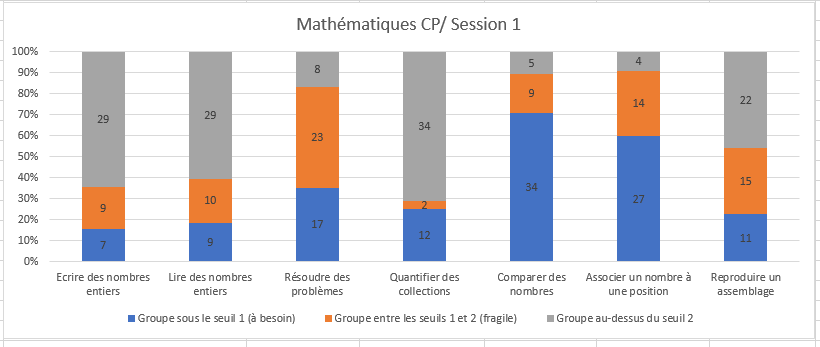 Mathématiques CP/ Session 1
100%
90%
80%
70%
60%
50%
40%
30%
20%
10%
0%
29 29 8 34 5 4 22
9 10 23 2 9 14 15
7 9 17 12 34 27 11
Ecrire des nombres entiers
Lire des nombres entiers
Résoudre des problèmes
Quantifier des collections
Comparer des nombres
Associer un nombre à une position
Reproduire un assemblage
Groupe sous le seuil 1 (à besoin) Groupe entre les seuils 1 et 2 (fragile) Groupe au-dessus du seuil 2